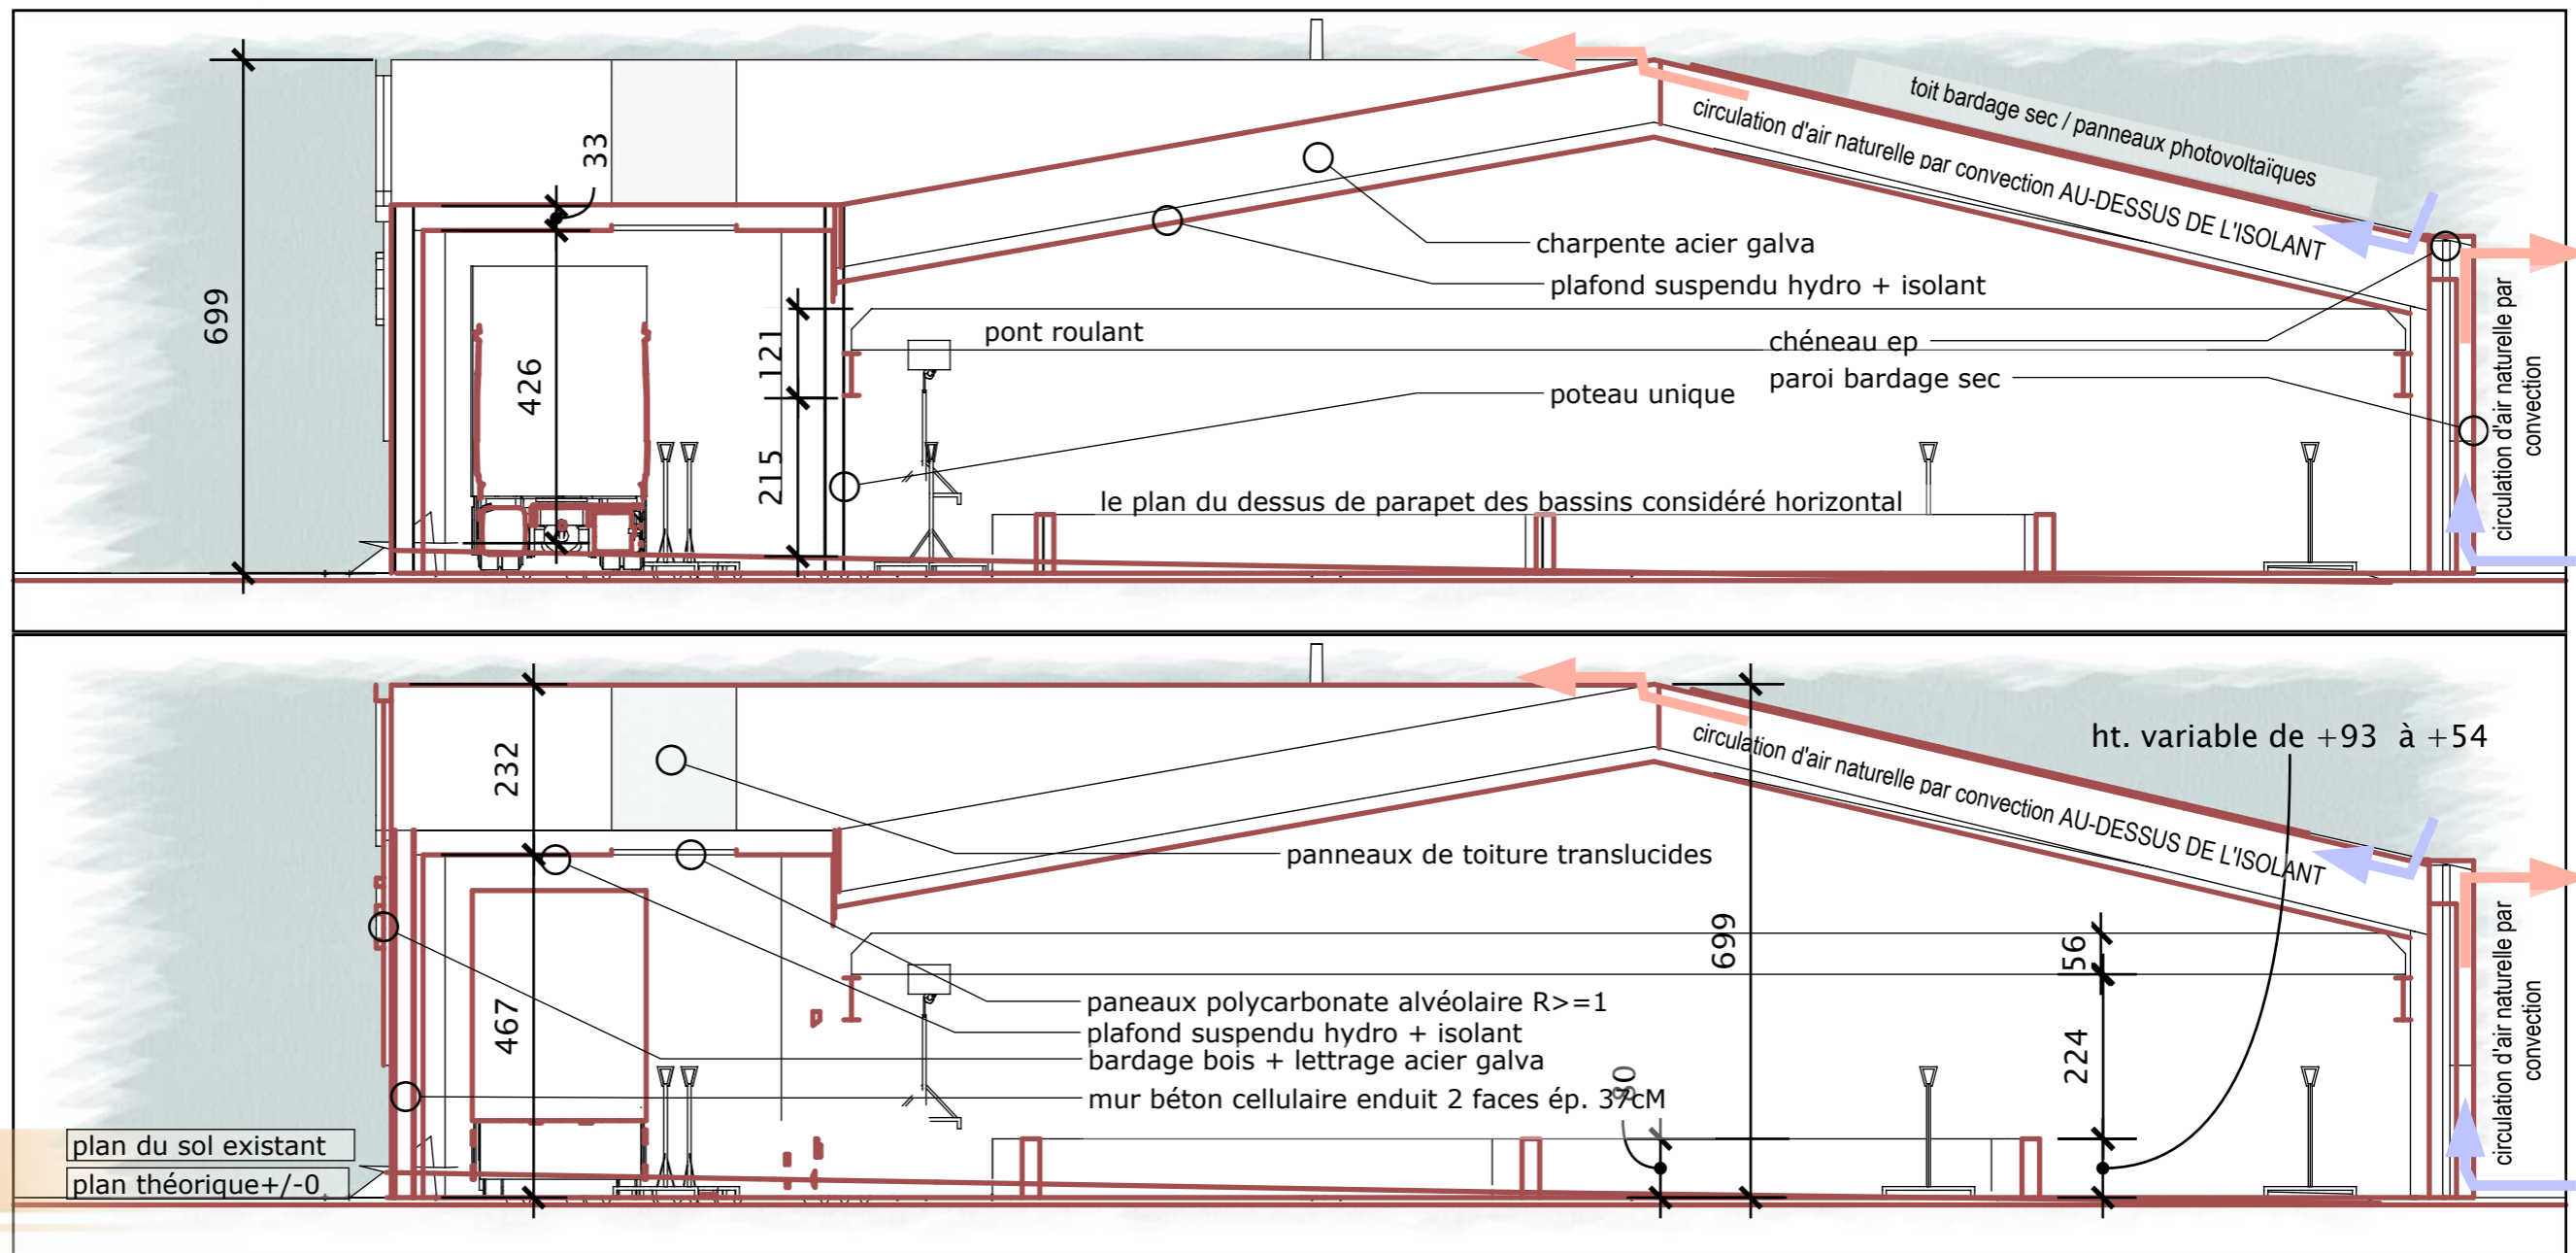 toit bardage sec / panneaux photovoltaïques
circulation d'air naturelle par convection AU-DESSUS DE L'ISOLANT
33
charpente acier galva
plafond suspendu hydro + isolant
699
pont roulant
121
chéneau ep
paroi bardage sec
426
poteau unique
215
circulation d'air naturelle par
convection
le plan du dessus de parapet des bassins considéré horizontal
ht. variable de +93 à +54
circulation d'air naturelle par convection AU-DESSUS DE L'ISOLANT
232
panneaux de toiture translucides
699
56
467
paneaux polycarbonate alvéolaire R>=1
plafond suspendu hydro + isolant
bardage bois + lettrage acier galva
224
circulation d'air naturelle par
convection
mur béton cellulaire enduit 2 faces ép. 37cM
80
plan du sol existant
plan théorique+/-0